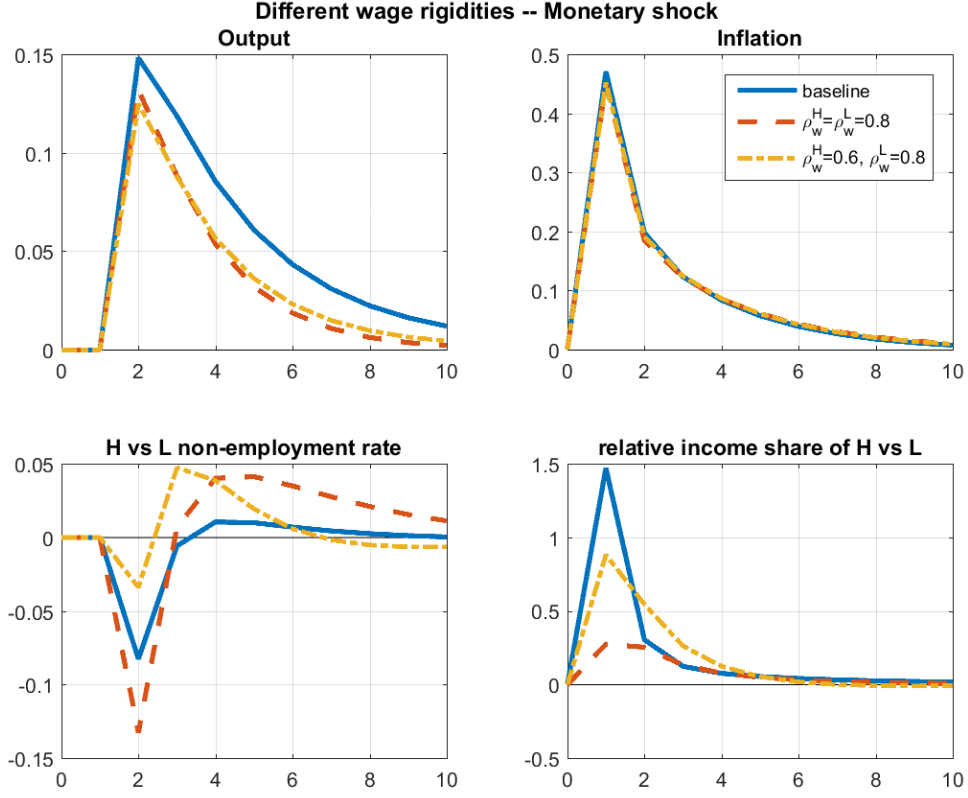 Different wage rigidities -- Monetary shock
Output
0.15
0.1
0.05
0
0 2 4 6 8 10
Inflation
0.5
0.4
0.3
0.2
0.1
0
0 2 4 6 8 10
baseline
ρ_w^H=ρ_w^L=0.8
ρ_w^H=0.6, ρ_w^L=0.8
H vs L non-employment rate
0.05
0
-0.05
-0.1
-0.15
0 2 4 6 8 10
relative income share of H vs L
1.5
1
0.5
0
-0.5
0 2 4 6 8 10